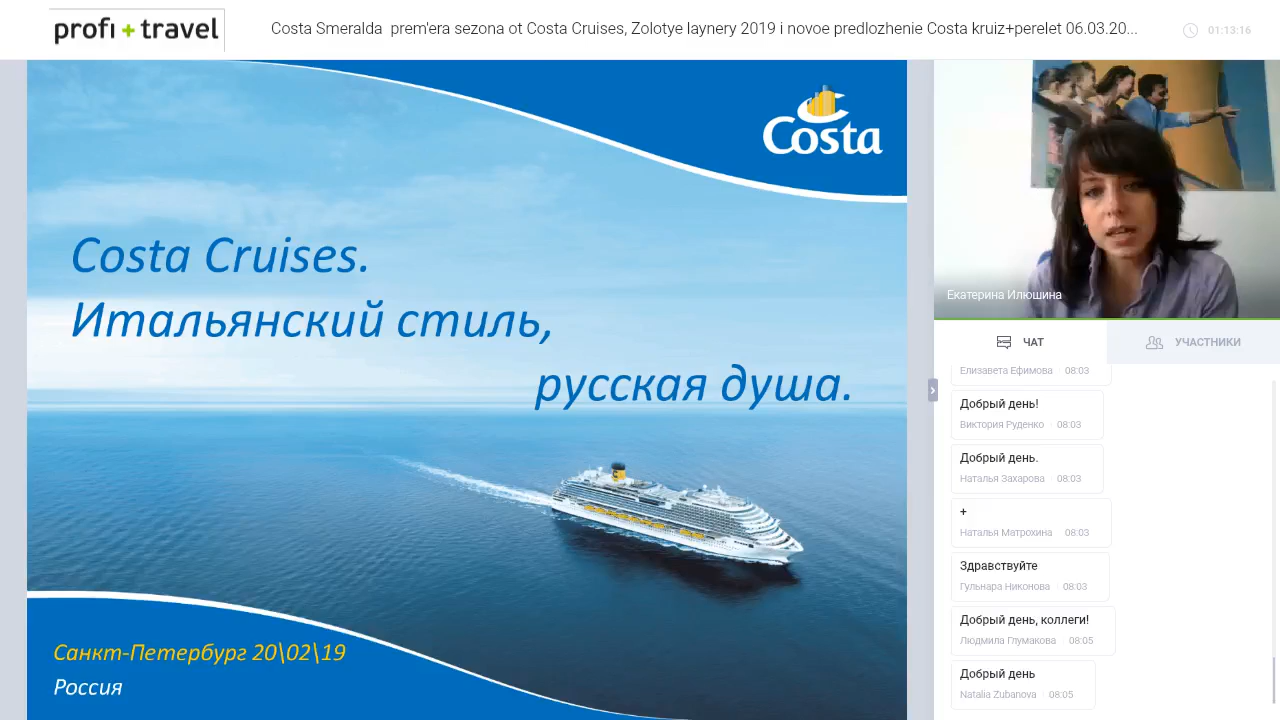 profi + travel
Costa Smeralda prem'era sezona ot Costa Cruises, Zolotye laynery 2019 i novoe predlozhenie Costa kruiz+perelet 06.03.20...
01:13:16
Costa
Costa Cruises.
Итальянский стиль,
русская душа.
Санкт-Петербург 20\02\19
Россия
Екатерина Илюшина
ЧАТ
УЧАСТНИКИ
Елизавета Ефимова · 08:03
Добрый день!
Виктория Руденко · 08:03
Добрый день.
Наталья Захарова · 08:03
+
Наталья Матрохина · 08:03
Здравствуйте
Гульнара Никонова · 08:03
Добрый день, коллеги!
Людмила Глумакова · 08:05
Добрый день
Natalia Zubanova · 08:05